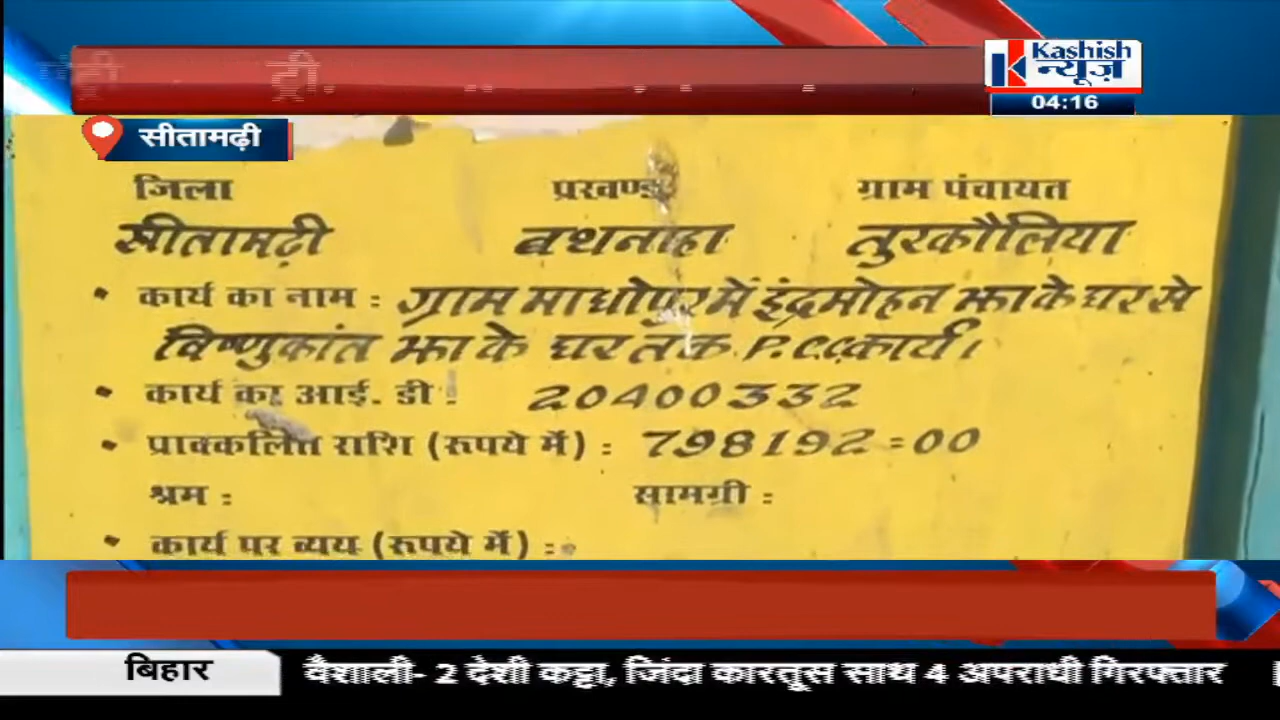 Kashish
न्यूज़
04:16
सीतामढ़ी
जिला प्रखण्ड ग्राम पंचायत
सीतामढ़ी बथनाहा तुरकौलिया
• कार्य का नाम : ग्राम माधोपुर में इंद्रमोहन झा के घर से
विष्णुकांत झा के घर तक P.C.C. कार्य।
• कार्य का आई. डी : 20400332
• प्राक्कलित राशि (रूपये में) : 798192=00
श्रम : सामग्री :
• कार्य पर व्यय (रूपये में) :
बिहार वैशाली- 2 देशी कट्टा, जिंदा कारतूस साथ 4 अपराधी गिरफ्तार